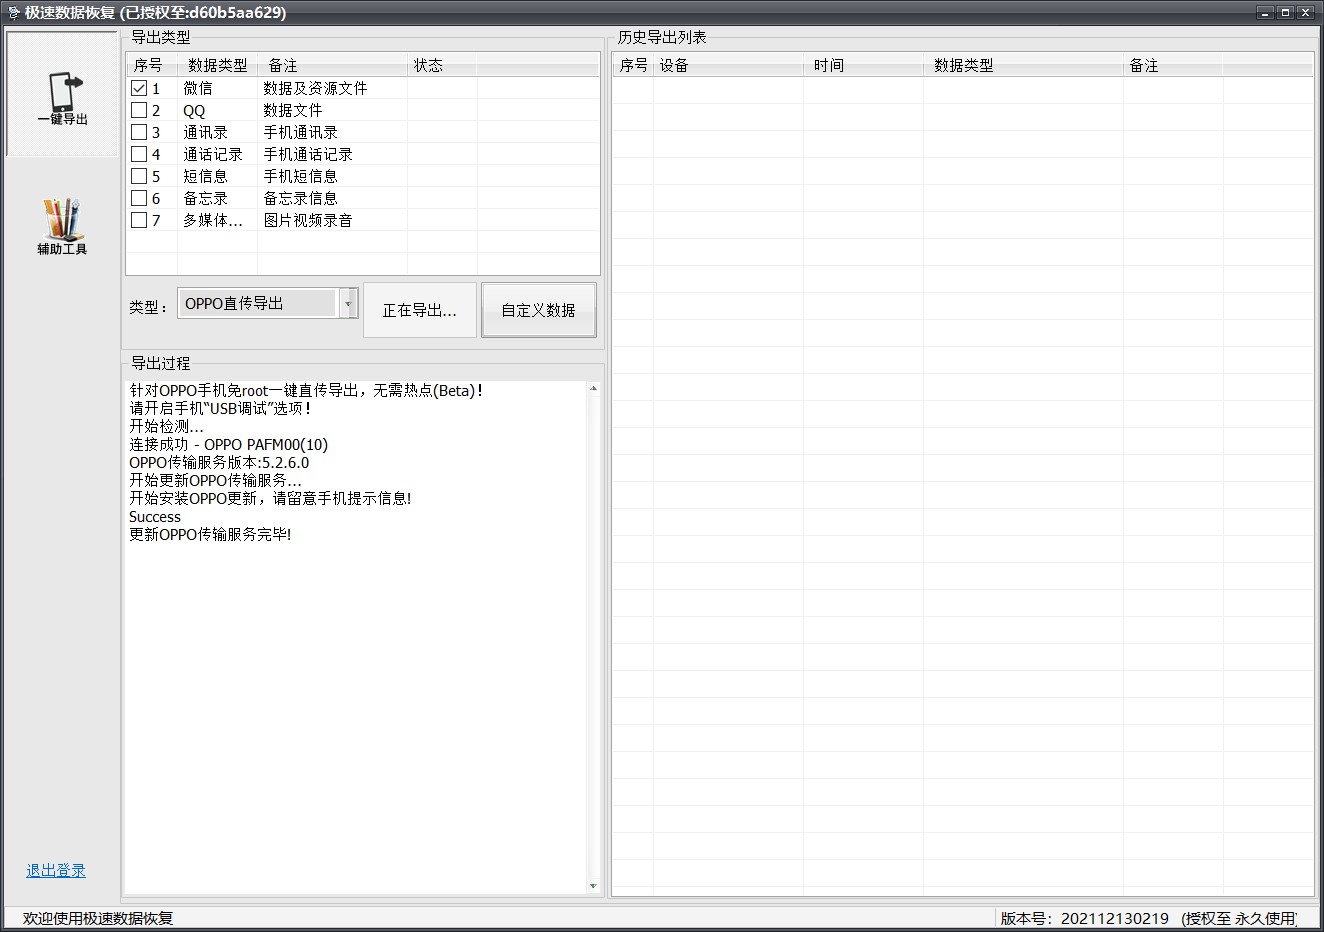 极速数据恢复 (已授权至:d60b5aa629)
一键导出
辅助工具
退出登录
导出类型
序号 数据类型 备注 状态
1 微信 数据及资源文件
2 QQ 数据文件
3 通讯录 手机通讯录
4 通话记录 手机通话记录
5 短信息 手机短信息
6 备忘录 备忘录信息
7 多媒体... 图片视频录音
类型： OPPO直传导出 正在导出... 自定义数据
导出过程
针对OPPO手机免root一键直传导出，无需热点(Beta)！
请开启手机“USB调试”选项！
开始检测...
连接成功 - OPPO PAFM00(10)
OPPO传输服务版本:5.2.6.0
开始更新OPPO传输服务...
开始安装OPPO更新，请留意手机提示信息!
Success
更新OPPO传输服务完毕!
历史导出列表
序号 设备 时间 数据类型 备注
欢迎使用极速数据恢复
版本号：202112130219 (授权至 永久使用)